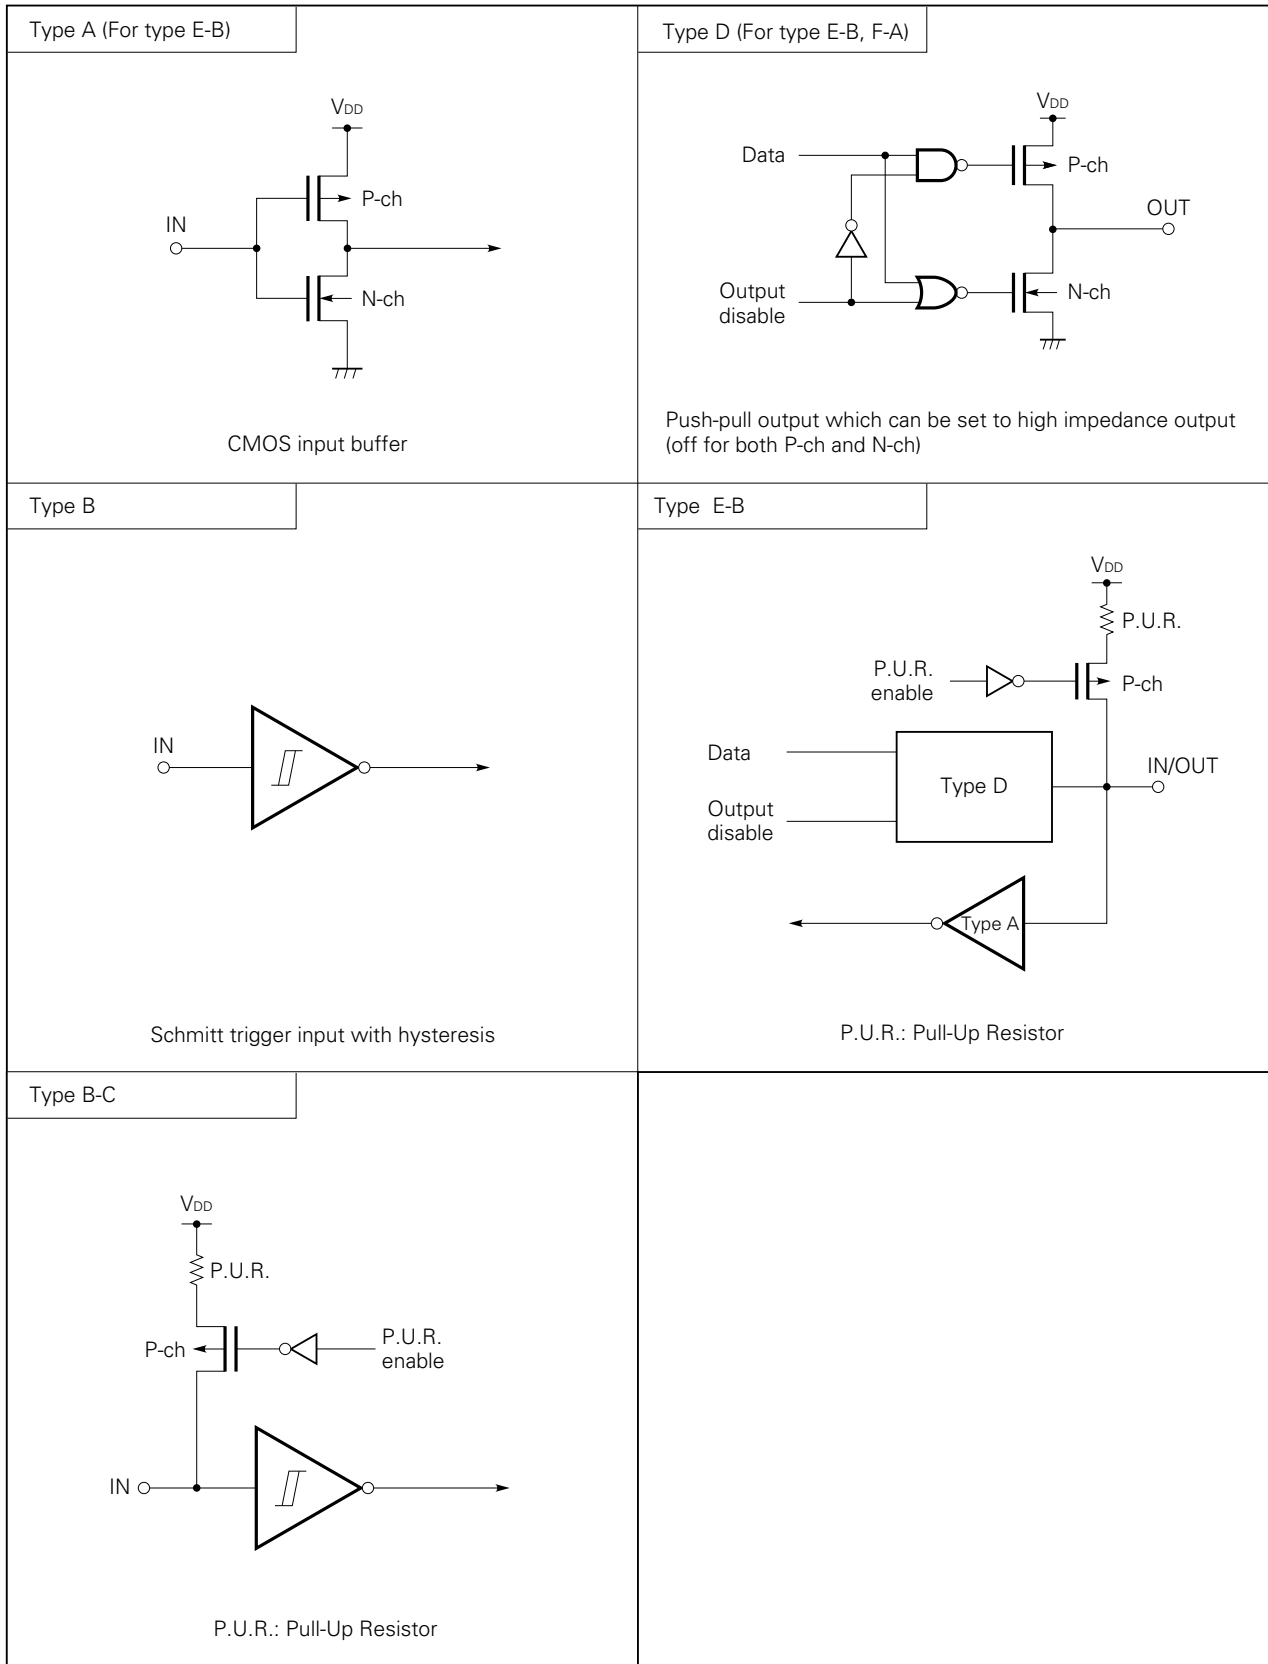 Type A (For type E-B)
VDD
P-ch
IN
N-ch
CMOS input buffer
Type D (For type E-B, F-A)
VDD
Data
P-ch
OUT
Output
disable
N-ch
Push-pull output which can be set to high impedance output
(off for both P-ch and N-ch)
Type B
IN
Schmitt trigger input with hysteresis
Type E-B
VDD
P.U.R.
P.U.R.
enable
P-ch
Data
IN/OUT
Type D
Output
disable
Type A
P.U.R.: Pull-Up Resistor
Type B-C
VDD
P.U.R.
P-ch
P.U.R.
enable
IN
P.U.R.: Pull-Up Resistor